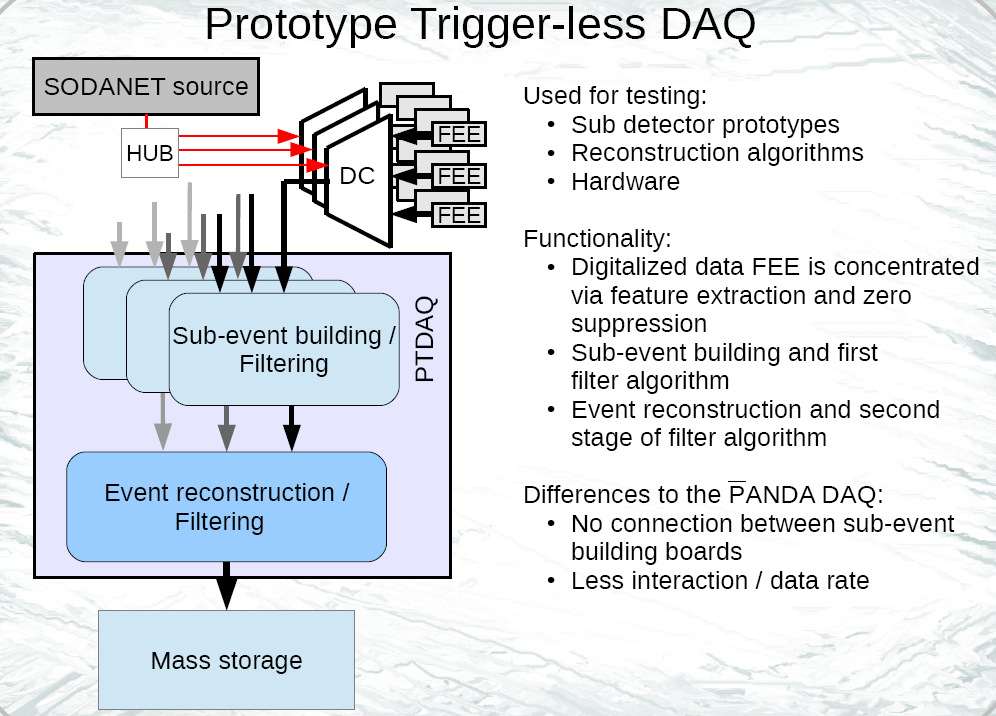 Prototype Trigger-less DAQ
SODANET source
HUB
DC
FEE
FEE
FEE
Sub-event building /
Filtering
PTDAQ
Event reconstruction /
Filtering
Mass storage
Used for testing:
• Sub detector prototypes
• Reconstruction algorithms
• Hardware
Functionality:
• Digitalized data FEE is concentrated
via feature extraction and zero
suppression
• Sub-event building and first
filter algorithm
• Event reconstruction and second
stage of filter algorithm
Differences to the P̅ANDA DAQ:
• No connection between sub-event
building boards
• Less interaction / data rate